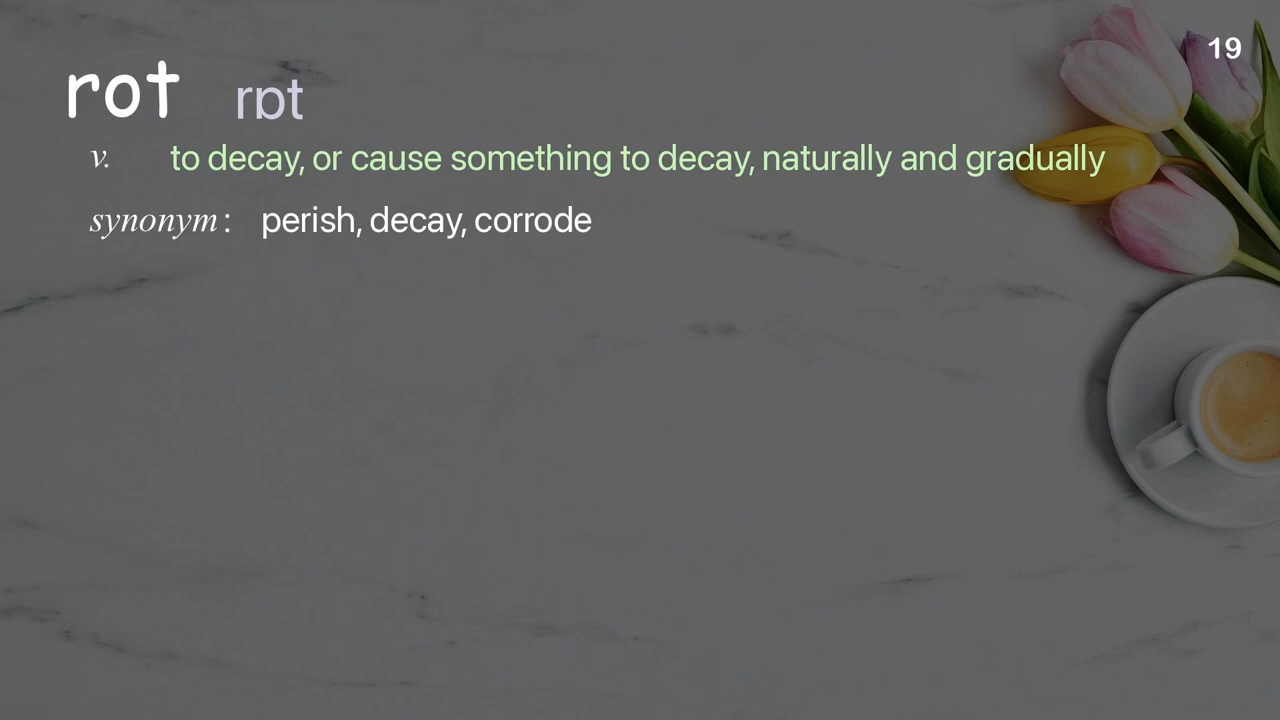 19
rot rɒt
v. to decay, or cause something to decay, naturally and gradually
synonym : perish, decay, corrode